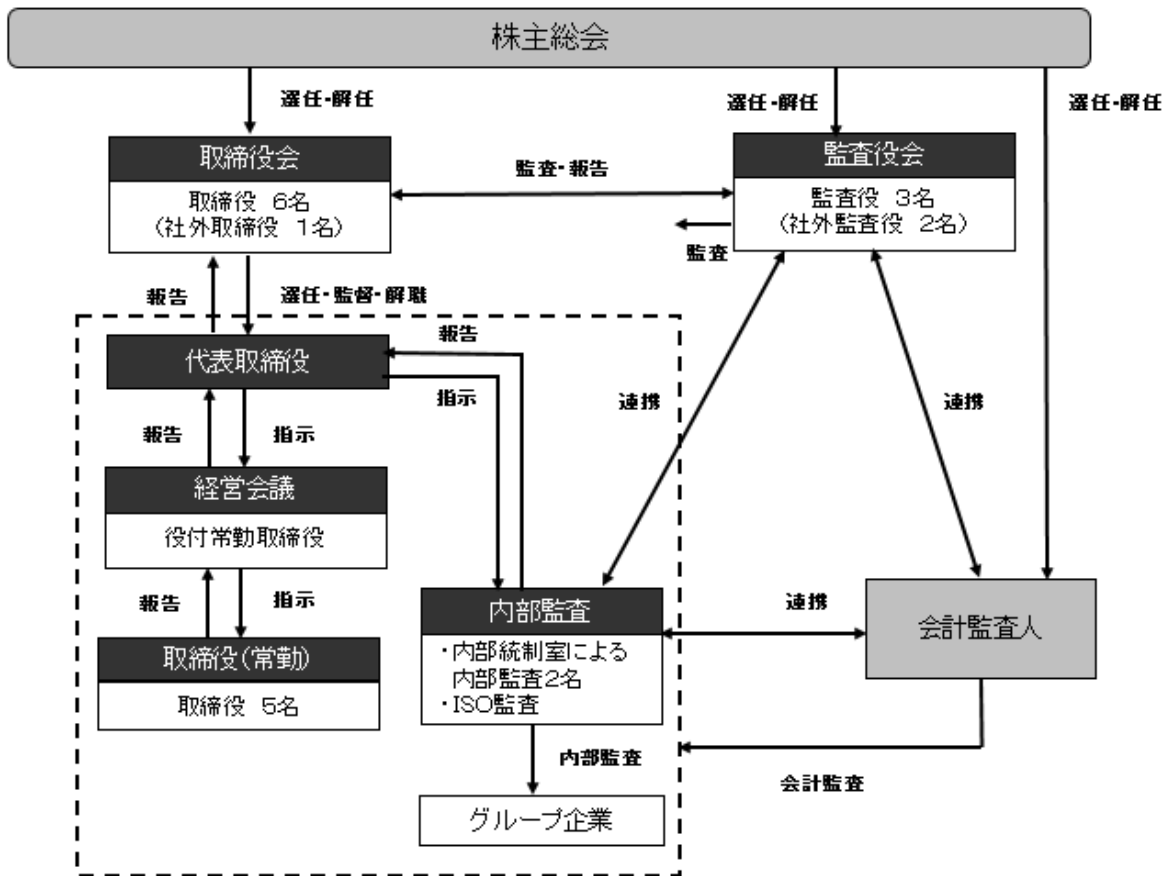 株主総会
選任・解任
選任・解任
選任・解任
取締役会
取締役 6名
(社外取締役 1名)
監査・報告
監査役会
監査役 3名
(社外監査役 2名)
監査
報告
選任・監督・解職
代表取締役
報告
指示
報告
指示
連携
連携
経営会議
役付常勤取締役
報告
指示
取締役(常勤)
取締役 5名
内部監査
・内部統制室による
内部監査2名
・ISO監査
連携
会計監査人
内部監査
会計監査
グループ企業